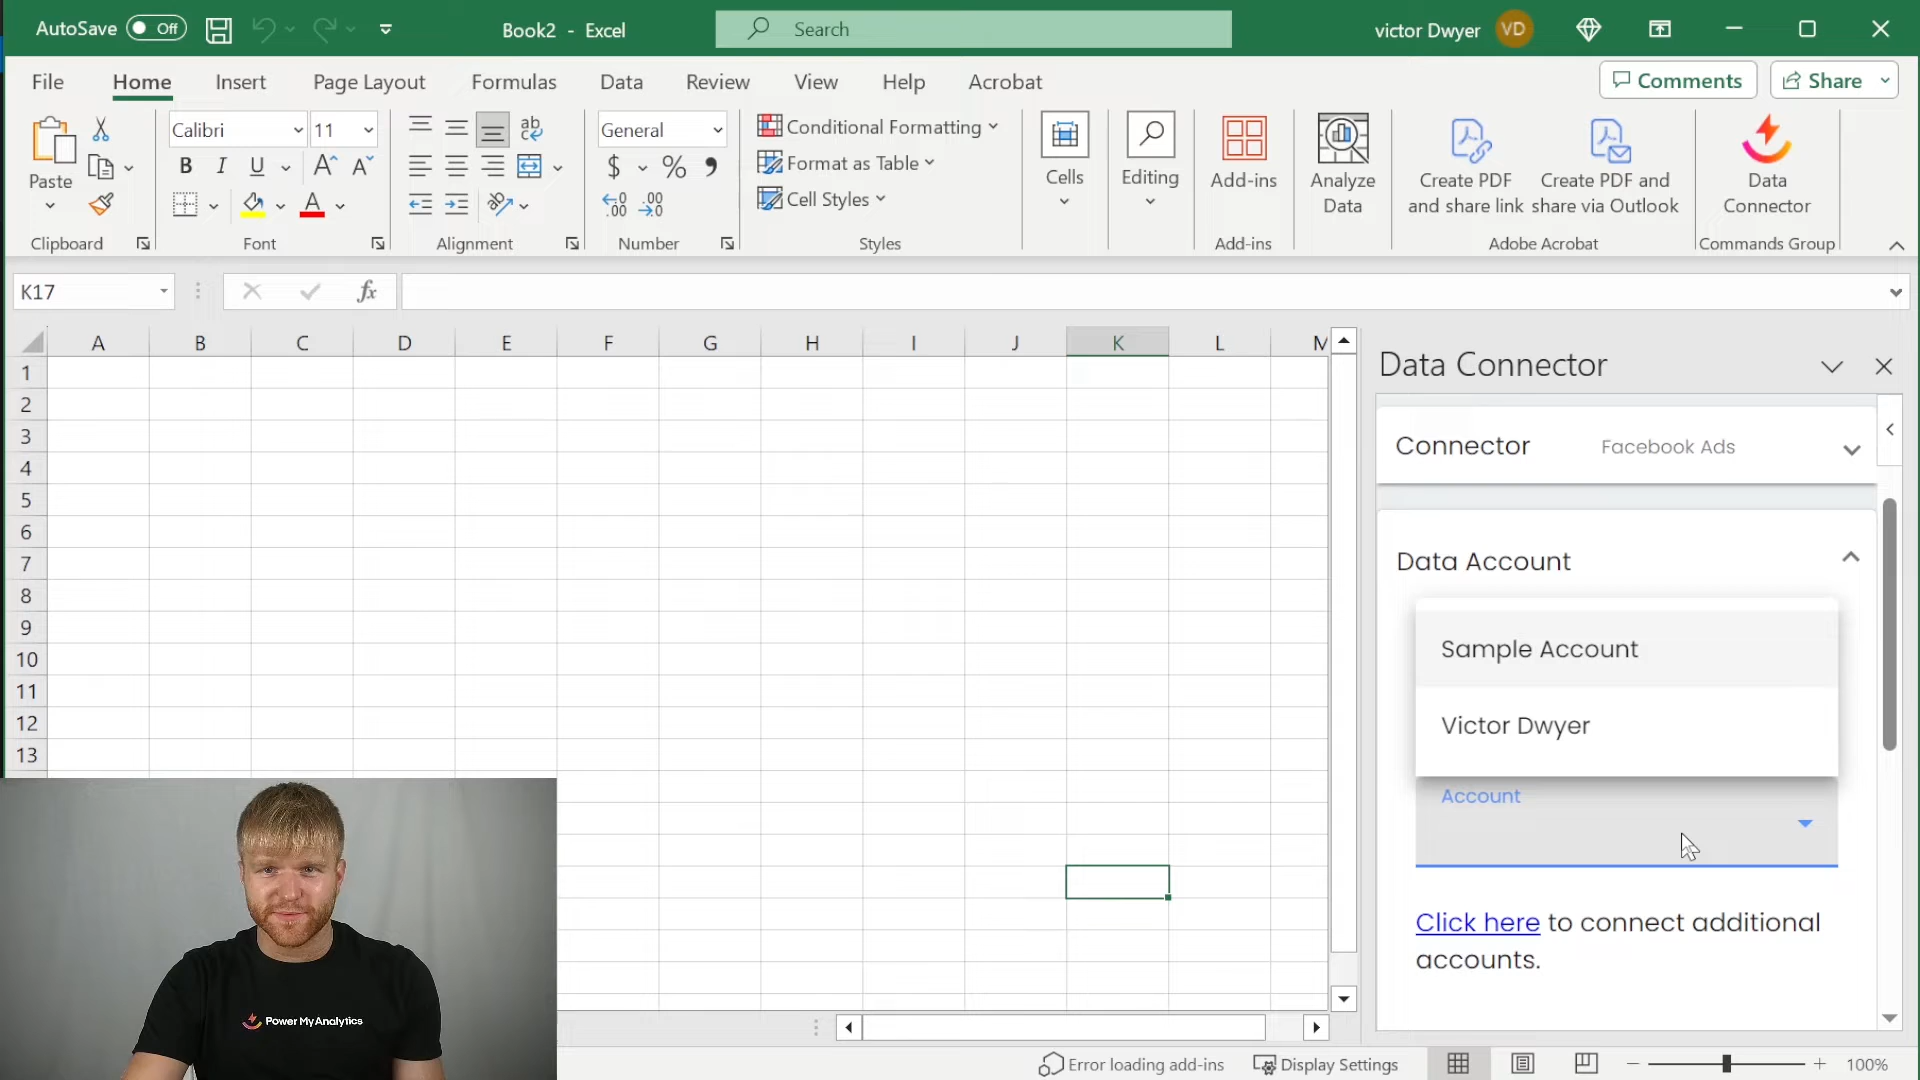 AutoSave Off
Book2 - Excel
Search
victor Dwyer VD
File Home Insert Page Layout Formulas Data Review View Help Acrobat
Comments Share
Paste
Clipboard
Calibri 11
B I U A A
A
Font
ab
Alignment
General
$ % ,
.00
.00
Number
Conditional Formatting
Format as Table
Cell Styles
Styles
Cells
Editing
Add-ins
Add-ins
Analyze
Data
Create PDF
and share link
Create PDF and
share via Outlook
Adobe Acrobat
Data
Connector
Commands Group
K17
fx
A B C D E F G H I J K L M
1
2
3
4
5
6
7
8
9
10
11
12
13
Data Connector
Connector Facebook Ads
Data Account
Sample Account
Victor Dwyer
Account
Click here to connect additional
accounts.
Power My Analytics
Error loading add-ins
Display Settings
100%